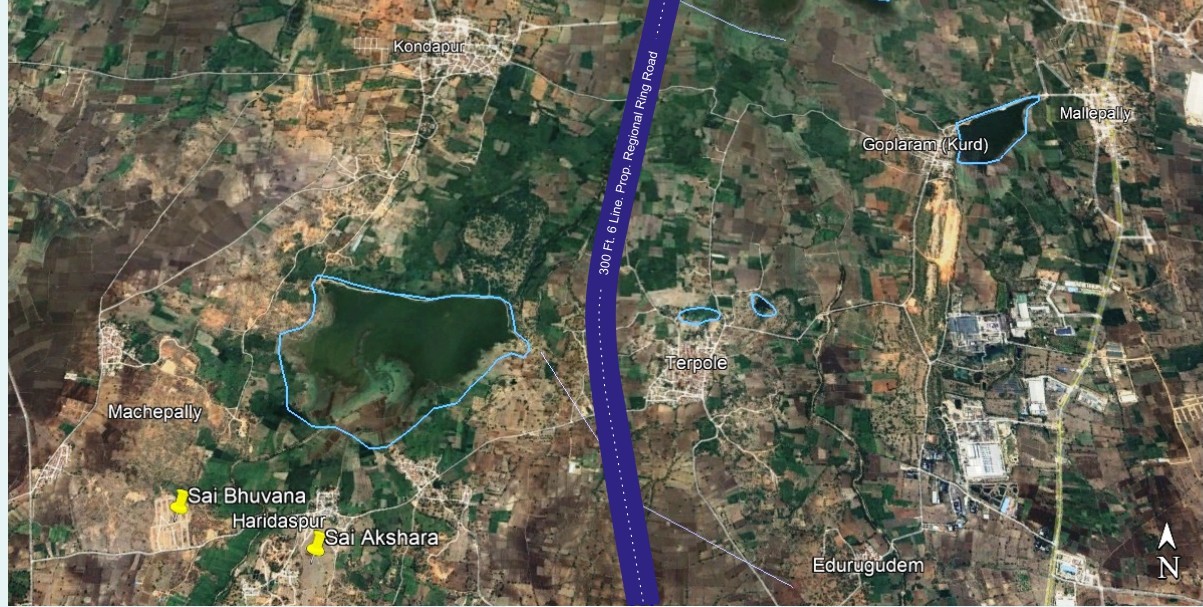 Kondapur
300 Ft. 6 Line. Prop. Regional Ring Road
Mallepally
Goplaram (Kurd)
Terpole
Machepally
Sai Bhuvana
Haridaspur
Sai Akshara
Edurugudem
N